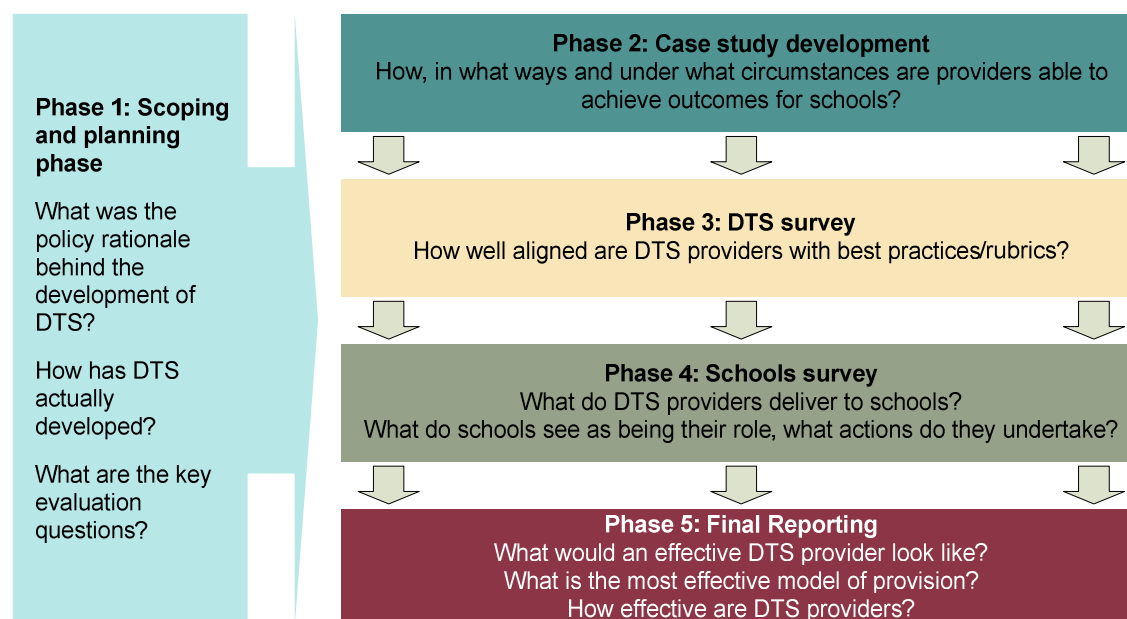 Phase 1: Scoping
and planning
phase
What was the
policy rationale
behind the
development of
DTS?
How has DTS
actually
developed?
What are the key
evaluation
questions?
Phase 2: Case study development
How, in what ways and under what circumstances are providers able to
achieve outcomes for schools?
Phase 3: DTS survey
How well aligned are DTS providers with best practices/rubrics?
Phase 4: Schools survey
What do DTS providers deliver to schools?
What do schools see as being their role, what actions do they undertake?
Phase 5: Final Reporting
What would an effective DTS provider look like?
What is the most effective model of provision?
How effective are DTS providers?